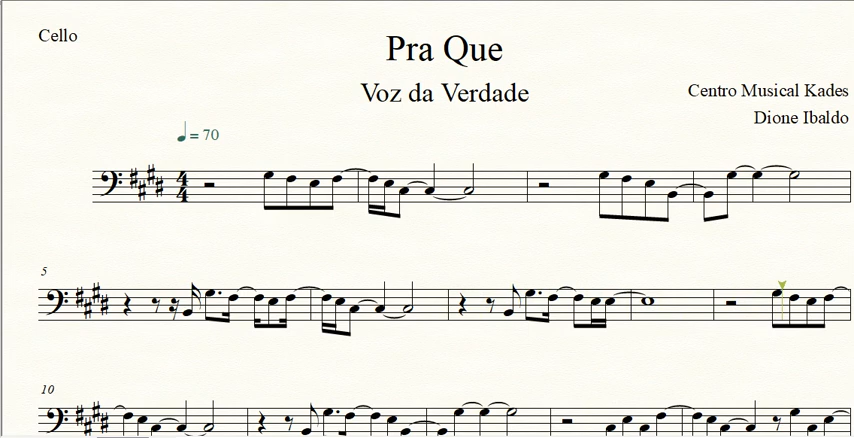 Cello
Pra Que
Voz da Verdade
Centro Musical Kades
Dione Ibaldo
= 70
5
10